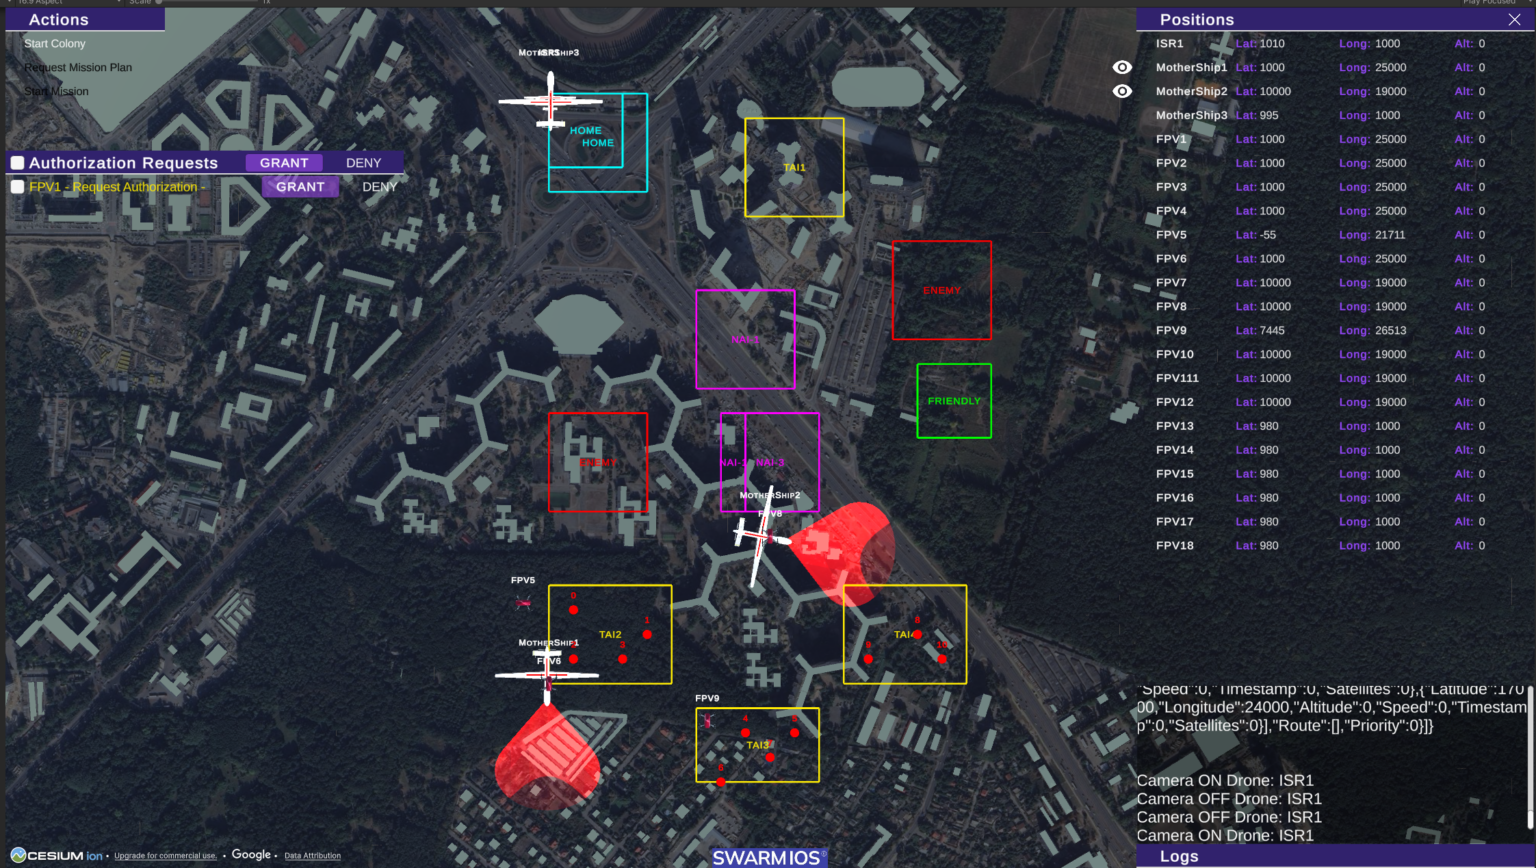 16:9 Aspect
Scale
1x
Play Focused
Actions
Start Colony
Request Mission Plan
Start Mission
Authorization Requests GRANT DENY
FPV1 - Request Authorization - GRANT DENY
MotherShip3
HOME
HOME
TAI1
ENEMY
NAI-2
FRIENDLY
ENEMY
NAI-1
NAI-3
MotherShip2
FPV8
FPV5
0
1
TAI2
3
MotherShip1
FPV6
8
TAI4
9
10
FPV9
4
TAI3
Positions
ISR1 Lat: 1010 Long: 1000 Alt: 0
MotherShip1 Lat: 1000 Long: 25000 Alt: 0
MotherShip2 Lat: 10000 Long: 19000 Alt: 0
MotherShip3 Lat: 995 Long: 1000 Alt: 0
FPV1 Lat: 1000 Long: 25000 Alt: 0
FPV2 Lat: 1000 Long: 25000 Alt: 0
FPV3 Lat: 1000 Long: 25000 Alt: 0
FPV4 Lat: 1000 Long: 25000 Alt: 0
FPV5 Lat: -55 Long: 21711 Alt: 0
FPV6 Lat: 1000 Long: 25000 Alt: 0
FPV7 Lat: 10000 Long: 19000 Alt: 0
FPV8 Lat: 10000 Long: 19000 Alt: 0
FPV9 Lat: 7445 Long: 26513 Alt: 0
FPV10 Lat: 10000 Long: 19000 Alt: 0
FPV111 Lat: 10000 Long: 19000 Alt: 0
FPV12 Lat: 10000 Long: 19000 Alt: 0
FPV13 Lat: 980 Long: 1000 Alt: 0
FPV14 Lat: 980 Long: 1000 Alt: 0
FPV15 Lat: 980 Long: 1000 Alt: 0
FPV16 Lat: 980 Long: 1000 Alt: 0
FPV17 Lat: 980 Long: 1000 Alt: 0
FPV18 Lat: 980 Long: 1000 Alt: 0
"Speed":0,"Timestamp":0,"Satellites":0},{"Latitude":170
00,"Longitude":24000,"Altitude":0,"Speed":0,"Timestam
p":0,"Satellites":0}],"Route":[],"Priority":0}]}
Camera ON Drone: ISR1
Camera OFF Drone: ISR1
Camera OFF Drone: ISR1
Camera ON Drone: ISR1
Logs
CESIUM ion • Upgrade for commercial use. • Google • Data Attribution
SWARMIOS